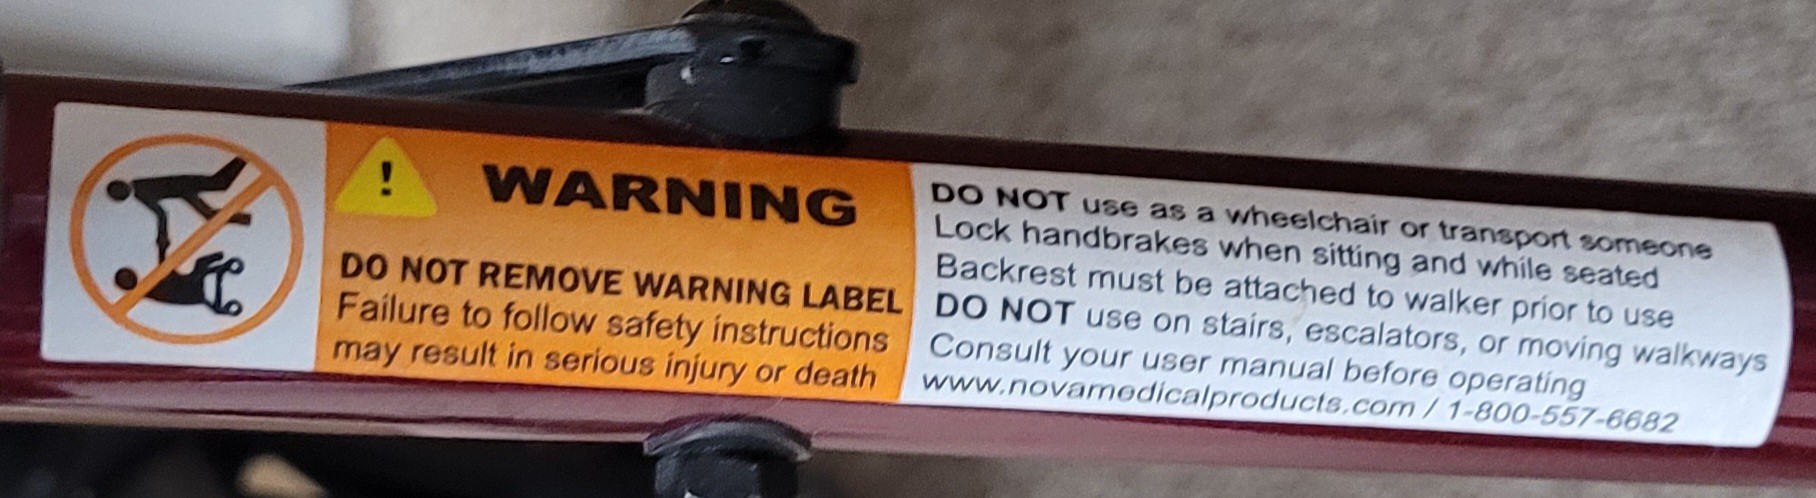 !
WARNING
DO NOT REMOVE WARNING LABEL
Failure to follow safety instructions
may result in serious injury or death
DO NOT use as a wheelchair or transport someone
Lock handbrakes when sitting and while seated
Backrest must be attached to walker prior to use
DO NOT use on stairs, escalators, or moving walkways
Consult your user manual before operating
www.novamedicalproducts.com / 1-800-557-6682